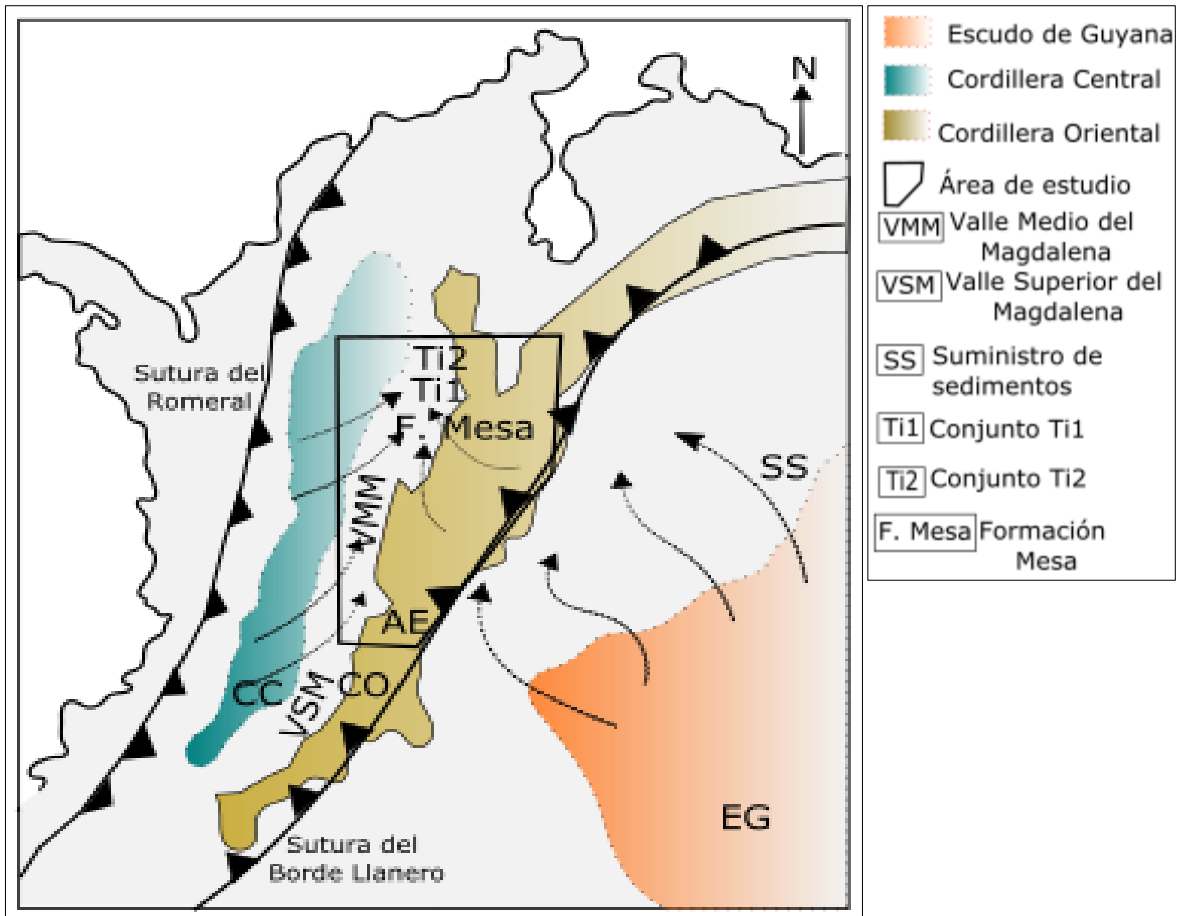 N
Sutura del
Romeral
Ti2
Ti1
F. Mesa
SS
VMM
AE
CC
VSM
CO
EG
Sutura del
Borde Llanero
Escudo de Guyana
Cordillera Central
Cordillera Oriental
Área de estudio
VMM Valle Medio del
Magdalena
VSM Valle Superior del
Magdalena
SS Suministro de
sedimentos
Ti1 Conjunto Ti1
Ti2 Conjunto Ti2
F. Mesa Formación
Mesa